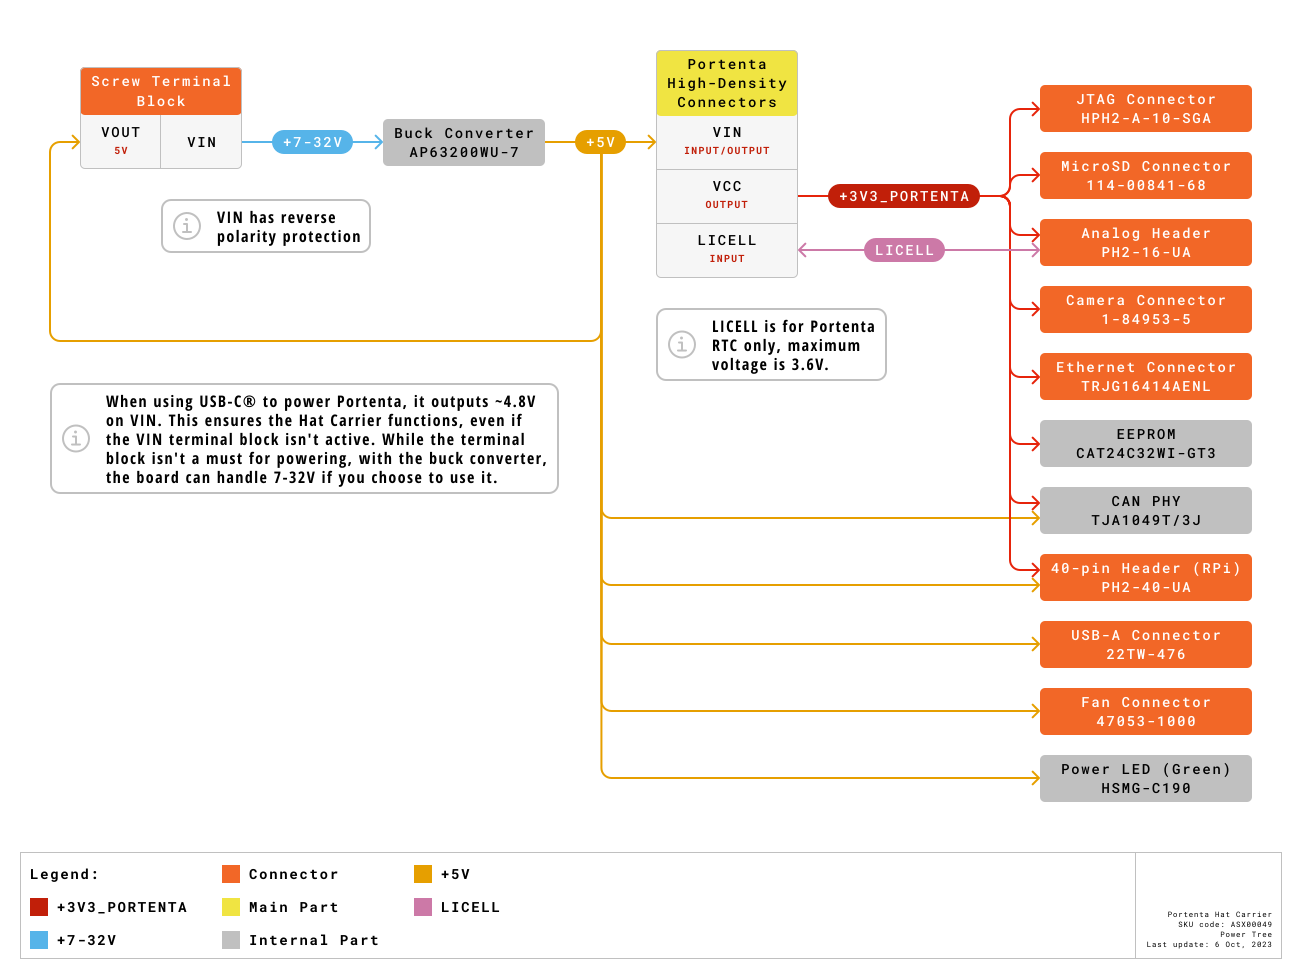 Screw Terminal
Block
VOUT
5V
VIN
+7-32V
Buck Converter
AP63200WU-7
+5V
Portenta
High-Density
Connectors
VIN
INPUT/OUTPUT
VCC
OUTPUT
LICELL
INPUT
+3V3_PORTENTA
LICELL
VIN has reverse
polarity protection
LICELL is for Portenta
RTC only, maximum
voltage is 3.6V.
When using USB-C® to power Portenta, it outputs ~4.8V
on VIN. This ensures the Hat Carrier functions, even if
the VIN terminal block isn't active. While the terminal
block isn't a must for powering, with the buck converter,
the board can handle 7-32V if you choose to use it.
JTAG Connector
HPH2-A-10-SGA
MicroSD Connector
114-00841-68
Analog Header
PH2-16-UA
Camera Connector
1-84953-5
Ethernet Connector
TRJG16414AENL
EEPROM
CAT24C32WI-GT3
CAN PHY
TJA1049T/3J
40-pin Header (RPi)
PH2-40-UA
USB-A Connector
22TW-476
Fan Connector
47053-1000
Power LED (Green)
HSMG-C190
Legend:
+3V3_PORTENTA
+7-32V
Connector
Main Part
Internal Part
+5V
LICELL
Portenta Hat Carrier
SKU code: ASX00049
Power Tree
Last update: 6 Oct, 2023